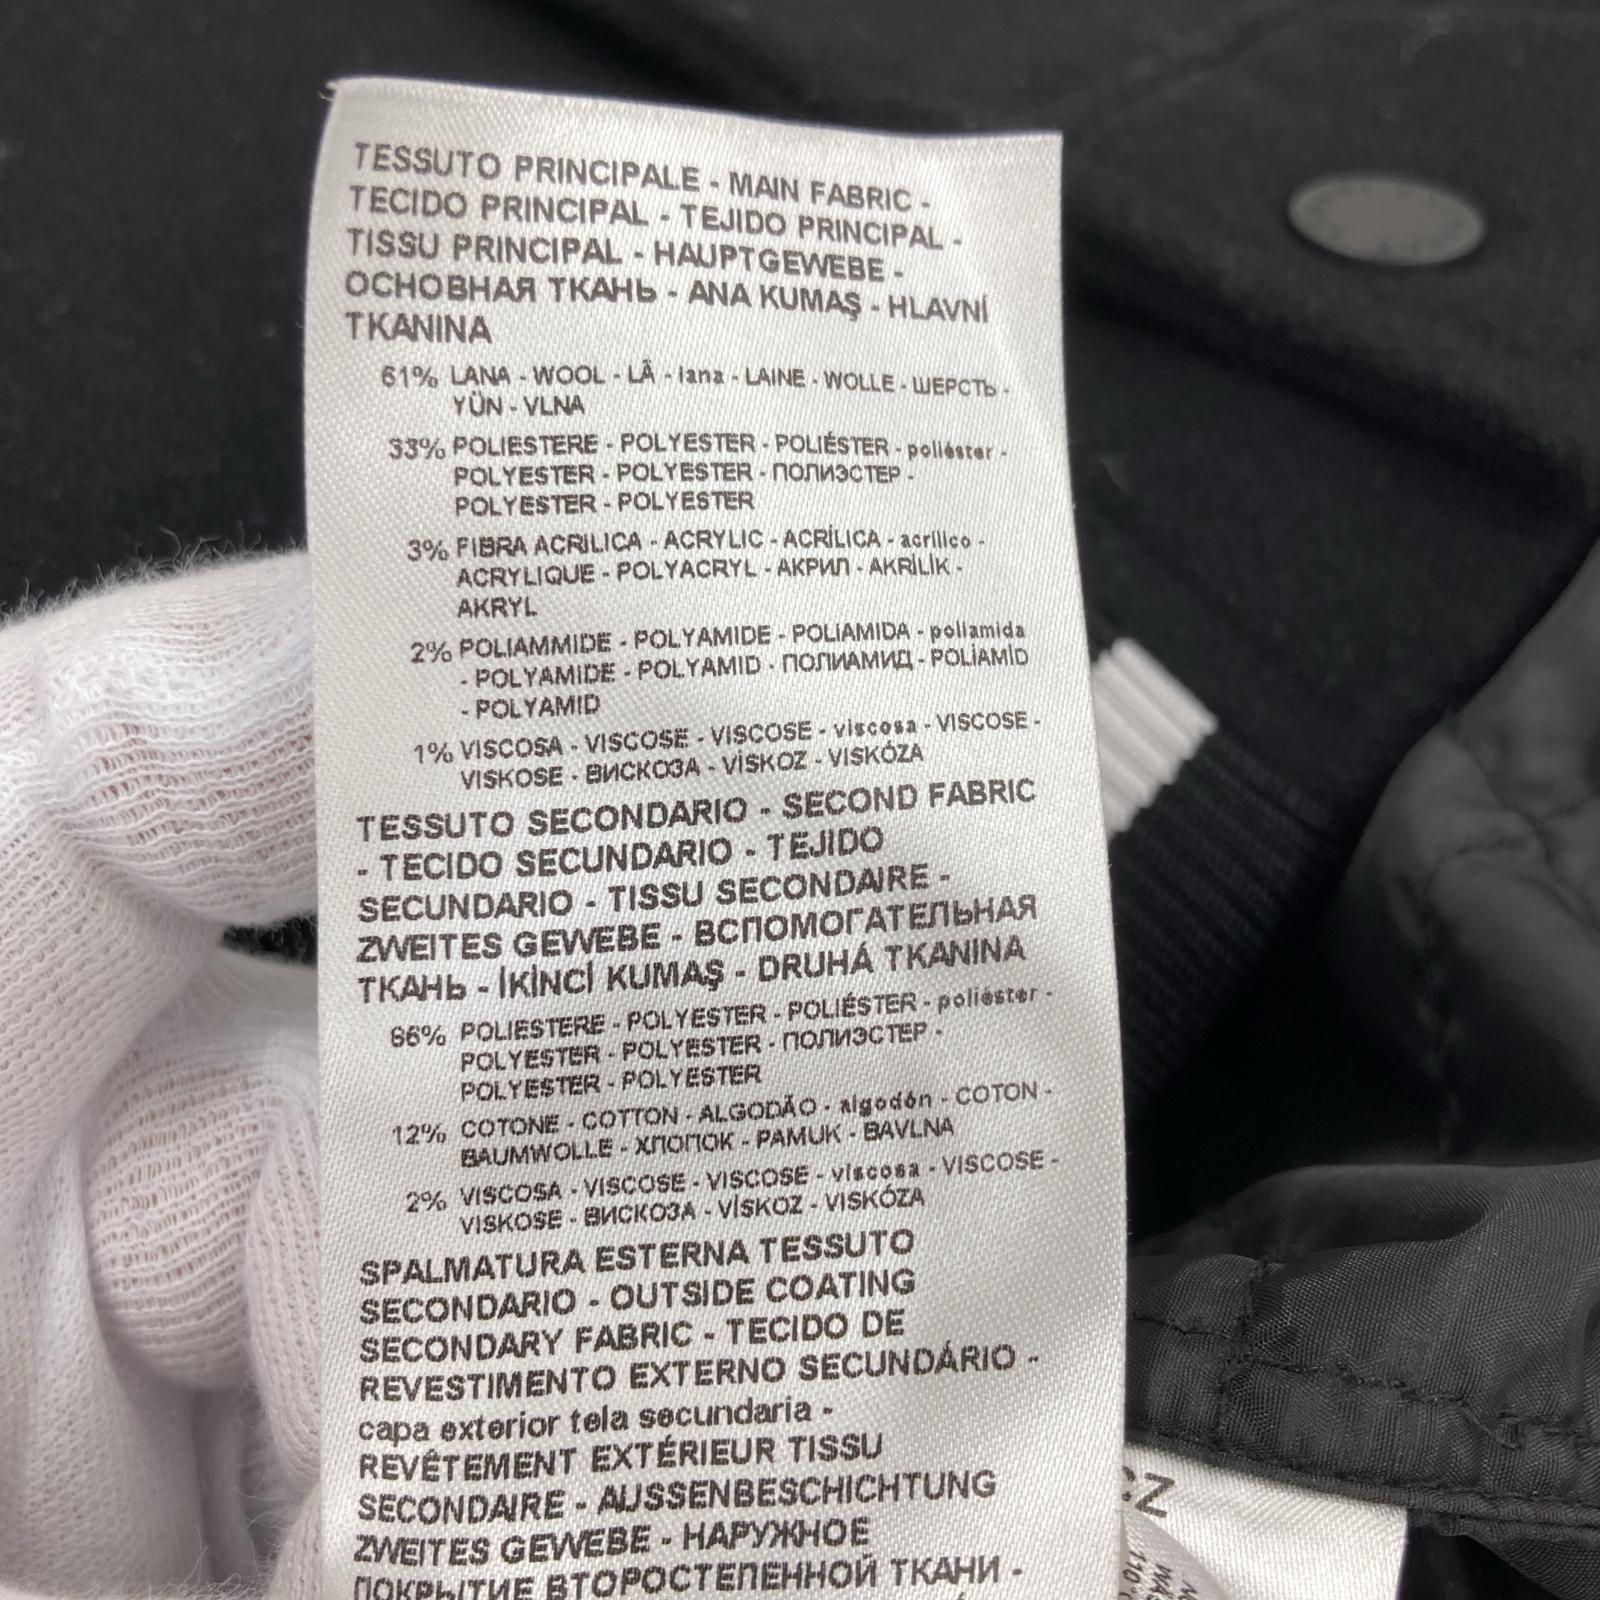 TESSUTO PRINCIPALE - MAIN FABRIC -
TECIDO PRINCIPAL - TEJIDO PRINCIPAL -
TISSU PRINCIPAL - HAUPTGEWEBE -
ОСНОВНАЯ ТКАНЬ - ANA KUMAŞ - HLAVNÍ
TKANINA
61% LANA - WOOL - LÃ - lana - LAINE - WOLLE - ШЕРСТЬ -
YÜN - VLNA
33% POLIESTERE - POLYESTER - POLIÉSTER - poliéster -
POLYESTER - POLYESTER - ПОЛИЭСТЕР -
POLYESTER - POLYESTER
3% FIBRA ACRILICA - ACRYLIC - ACRÍLICA - acrílico -
ACRYLIQUE - POLYACRYL - АКРИЛ - AKRİLİK -
AKRYL
2% POLIAMMIDE - POLYAMIDE - POLIAMIDA - poliamida
- POLYAMIDE - POLYAMID - ПОЛИАМИД - POLİAMİD
- POLYAMID
1% VISCOSA - VISCOSE - VISCOSE - viscosa - VISCOSE -
VISKOSE - ВИСКОЗА - VİSKOZ - VISKÓZA
TESSUTO SECONDARIO - SECOND FABRIC
- TECIDO SECUNDARIO - TEJIDO
SECUNDARIO - TISSU SECONDAIRE -
ZWEITES GEWEBE - ВСПОМОГАТЕЛЬНАЯ
ТКАНЬ - İKİNCİ KUMAŞ - DRUHÁ TKANINA
86% POLIESTERE - POLYESTER - POLIÉSTER - poliéster -
POLYESTER - POLYESTER - ПОЛИЭСТЕР -
POLYESTER - POLYESTER
12% COTONE - COTTON - ALGODÃO - algodón - COTON -
BAUMWOLLE - ХЛОПОК - PAMUK - BAVLNA
2% VISCOSA - VISCOSE - VISCOSE - viscosa - VISCOSE -
VISKOSE - ВИСКОЗА - VİSKOZ - VISKÓZA
SPALMATURA ESTERNA TESSUTO
SECONDARIO - OUTSIDE COATING
SECONDARY FABRIC - TECIDO DE
REVESTIMENTO EXTERNO SECUNDÁRIO -
capa exterior tela secundaria -
REVÊTEMENT EXTÉRIEUR TISSU
SECONDAIRE - AUSSENBESCHICHTUNG
ZWEITES GEWEBE - НАРУЖНОЕ
ПОКРЫТИЕ ВТОРОСТЕПЕННОЙ ТКАНИ -